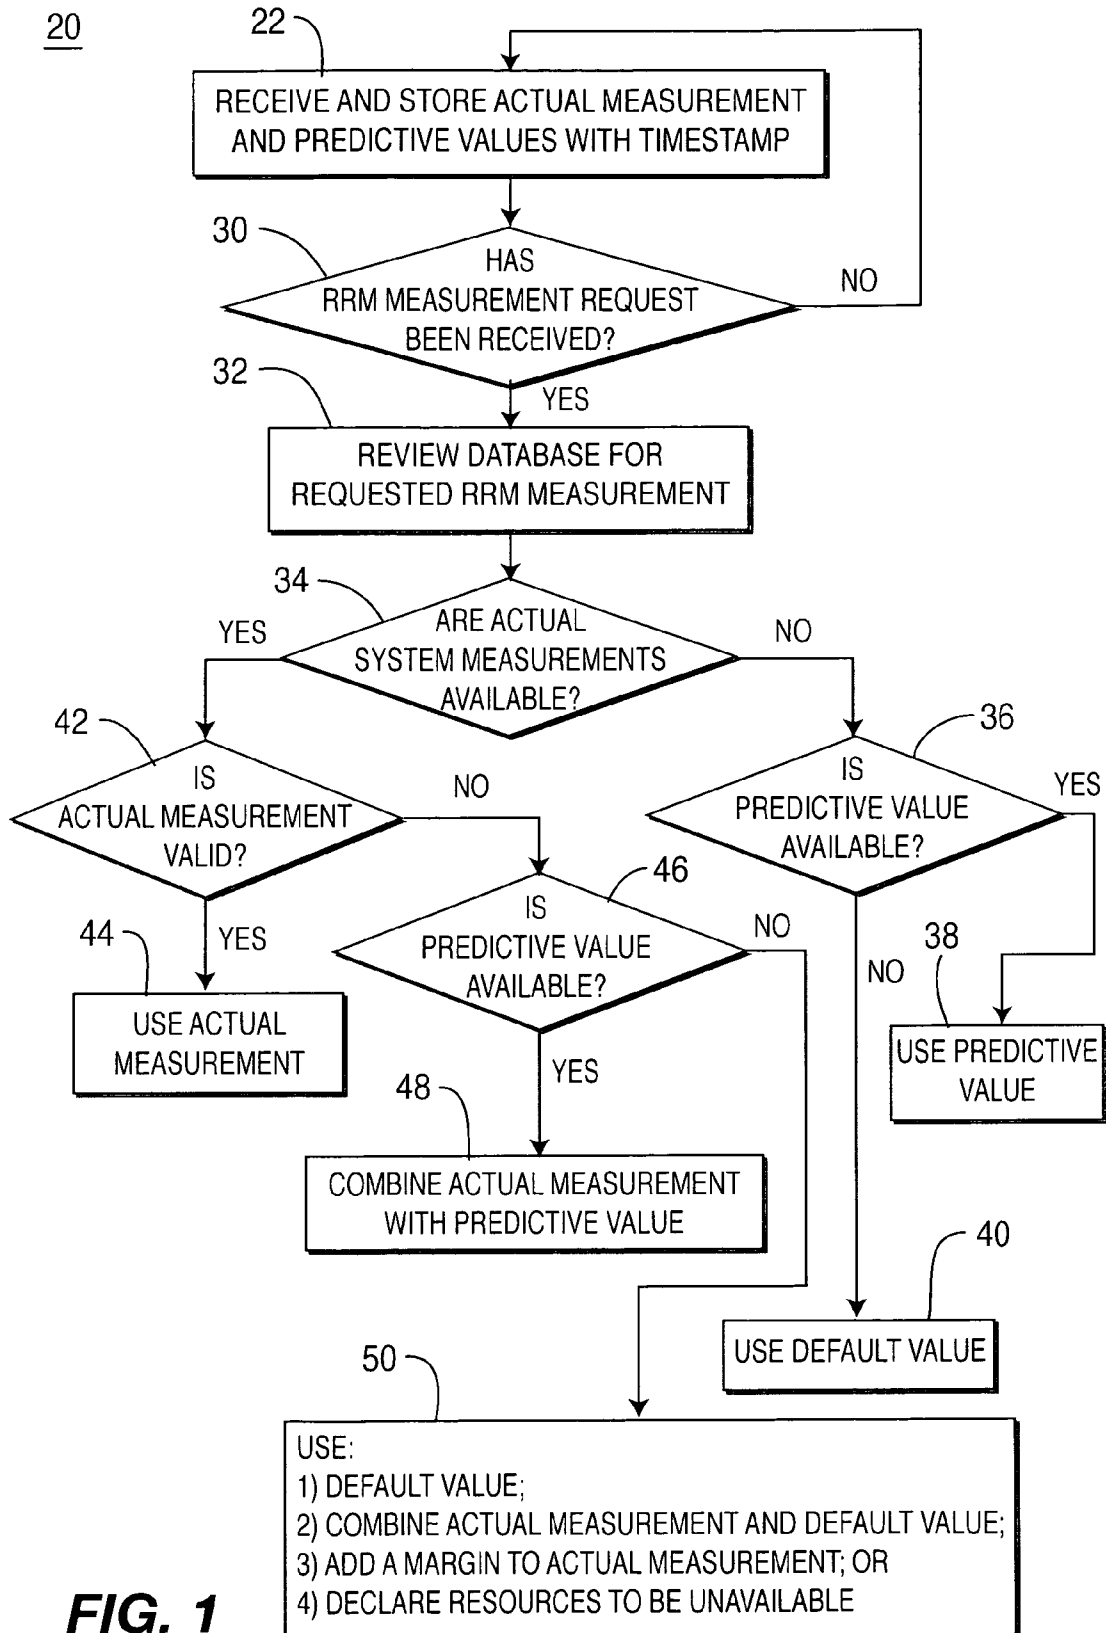 20
22
RECEIVE AND STORE ACTUAL MEASUREMENT
AND PREDICTIVE VALUES WITH TIMESTAMP
30
HAS
RRM MEASUREMENT REQUEST
BEEN RECEIVED?
NO
32
YES
REVIEW DATABASE FOR
REQUESTED RRM MEASUREMENT
34
ARE ACTUAL
SYSTEM MEASUREMENTS
AVAILABLE?
YES
NO
42
IS
ACTUAL MEASUREMENT
VALID?
NO
36
IS
PREDICTIVE VALUE
AVAILABLE?
YES
44
YES
USE ACTUAL
MEASUREMENT
46
IS
PREDICTIVE VALUE
AVAILABLE?
NO
NO
38
USE PREDICTIVE
VALUE
YES
48
COMBINE ACTUAL MEASUREMENT
WITH PREDICTIVE VALUE
40
USE DEFAULT VALUE
50
USE:
1) DEFAULT VALUE;
2) COMBINE ACTUAL MEASUREMENT AND DEFAULT VALUE;
3) ADD A MARGIN TO ACTUAL MEASUREMENT; OR
4) DECLARE RESOURCES TO BE UNAVAILABLE
FIG. 1